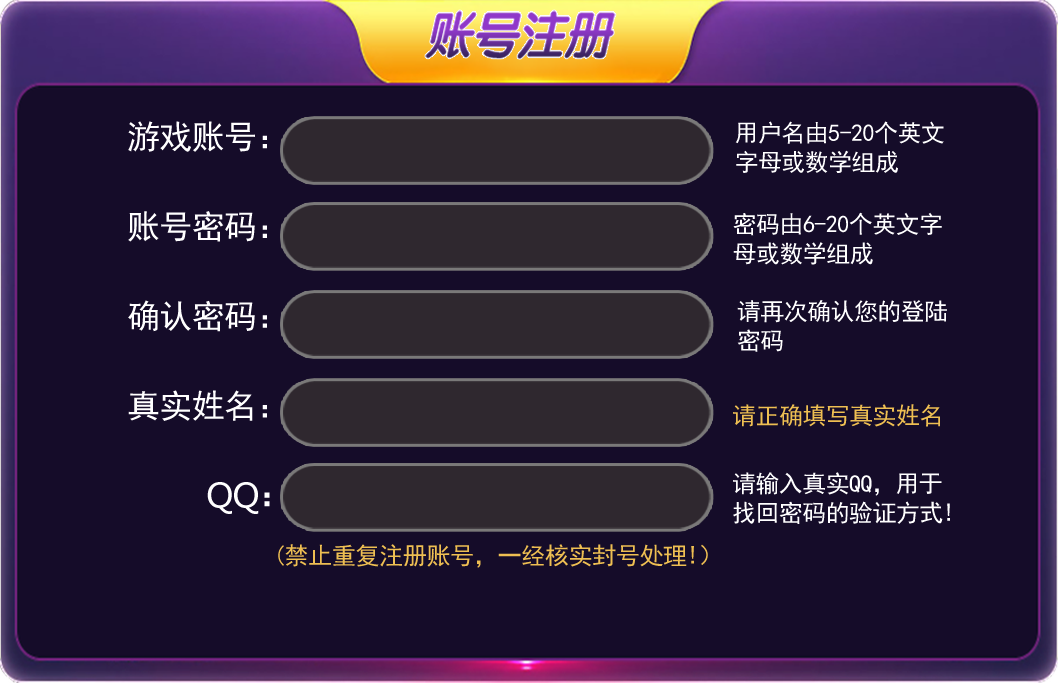 账号注册
游戏账号：
用户名由5-20个英文
字母或数学组成
账号密码：
密码由6-20个英文字
母或数学组成
确认密码：
请再次确认您的登陆
密码
真实姓名：
请正确填写真实姓名
QQ：
请输入真实QQ，用于
找回密码的验证方式！
（禁止重复注册账号，一经核实封号处理！）